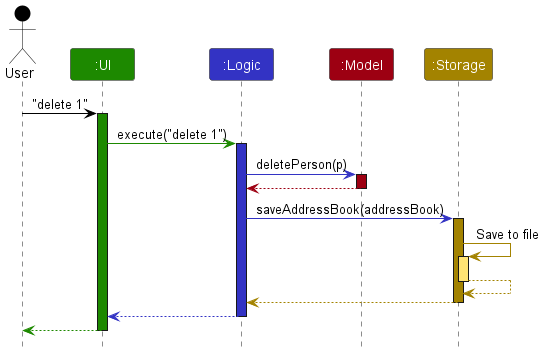 User
:UI
:Logic
:Model
:Storage
"delete 1"
execute("delete 1")
deletePerson(p)
saveAddressBook(addressBook)
Save to file